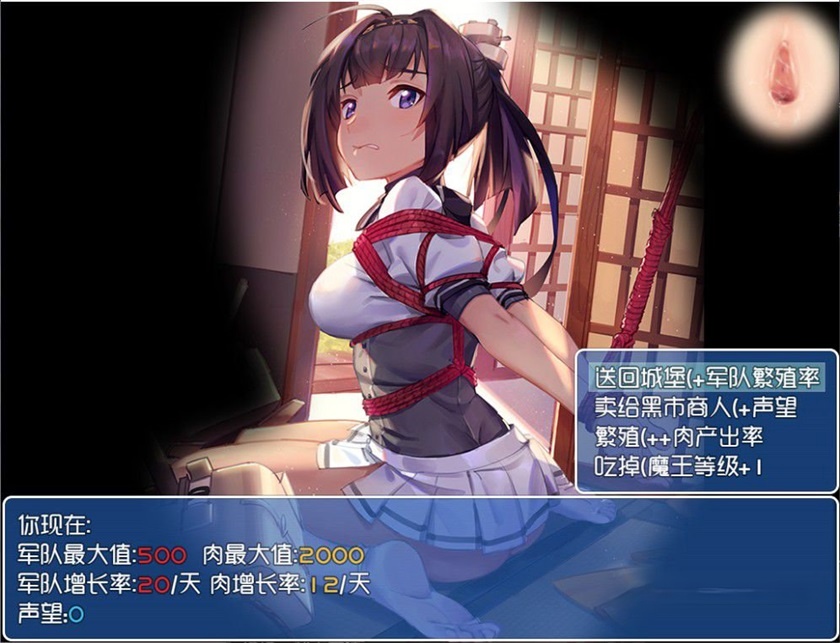 送回城堡(+军队繁殖率
卖给黑市商人(+声望
繁殖(++肉产出率
吃掉(魔王等级+1
你现在:
军队最大值:500 肉最大值:2000
军队增长率:20/天 肉增长率:12/天
声望:0